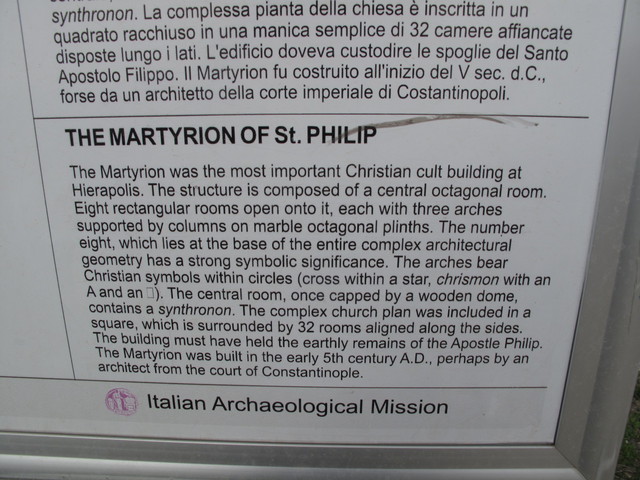 synthronon. La complessa pianta della chiesa è inscritta in un
quadrato racchiuso in una manica semplice di 32 camere affiancate
disposte lungo i lati. L'edificio doveva custodire le spoglie del Santo
Apostolo Filippo. Il Martyrion fu costruito all'inizio del V sec. d.C.,
forse da un architetto della corte imperiale di Costantinopoli.
THE MARTYRION OF St. PHILIP
The Martyrion was the most important Christian cult building at
Hierapolis. The structure is composed of a central octagonal room.
Eight rectangular rooms open onto it, each with three arches
supported by columns on marble octagonal plinths. The number
eight, which lies at the base of the entire complex architectural
geometry has a strong symbolic significance. The arches bear
Christian symbols within circles (cross within a star, chrismon with an
A and an □). The central room, once capped by a wooden dome,
contains a synthronon. The complex church plan was included in a
square, which is surrounded by 32 rooms aligned along the sides.
The building must have held the earthly remains of the Apostle Philip.
The Martyrion was built in the early 5th century A.D., perhaps by an
architect from the court of Constantinople.
Italian Archaeological Mission